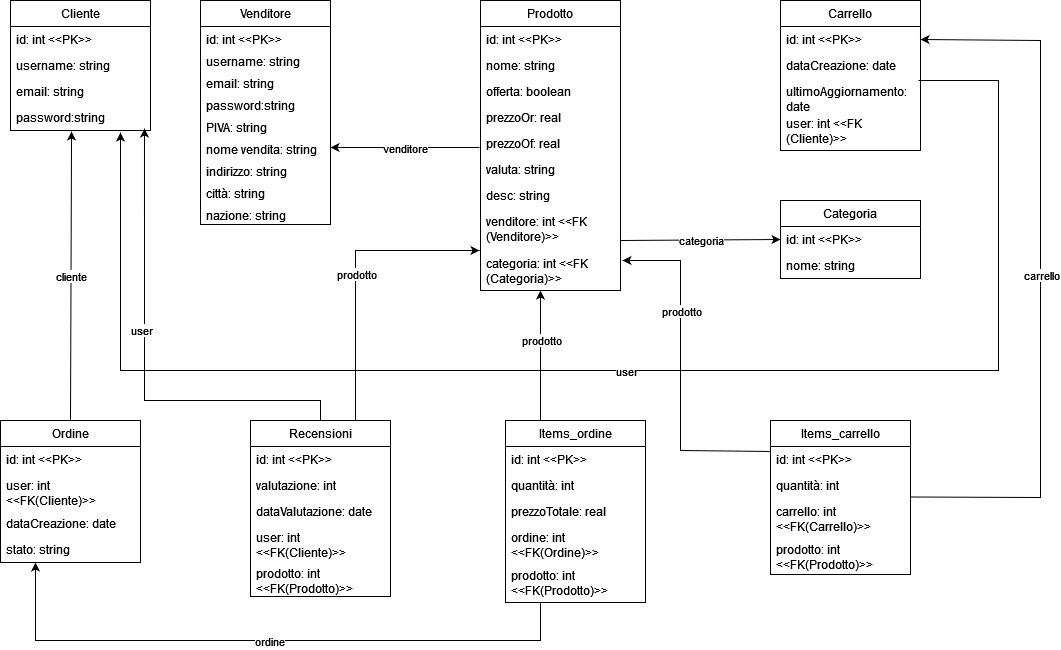 Cliente
id: int <<PK>>
username: string
email: string
password:string
Venditore
id: int <<PK>>
username: string
email: string
password:string
PIVA: string
nome vendita: string
indirizzo: string
città: string
nazione: string
Prodotto
id: int <<PK>>
nome: string
offerta: boolean
prezzoOr: real
prezzoOf: real
valuta: string
desc: string
venditore: int <<FK
(Venditore)>>
categoria: int <<FK
(Categoria)>>
Carrello
id: int <<PK>>
dataCreazione: date
ultimoAggiornamento:
date
user: int <<FK
(Cliente)>>
Categoria
id: int <<PK>>
nome: string
venditore
categoria
cliente
user
prodotto
prodotto
prodotto
carrello
user
Ordine
id: int <<PK>>
user: int
<<FK(Cliente)>>
dataCreazione: date
stato: string
Recensioni
id: int <<PK>>
valutazione: int
dataValutazione: date
user: int
<<FK(Cliente)>>
prodotto: int
<<FK(Prodotto)>>
Items_ordine
id: int <<PK>>
quantità: int
prezzoTotale: real
ordine: int
<<FK(Ordine)>>
prodotto: int
<<FK(Prodotto)>>
Items_carrello
id: int <<PK>>
quantità: int
carrello: int
<<FK(Carrello)>>
prodotto: int
<<FK(Prodotto)>>
ordine